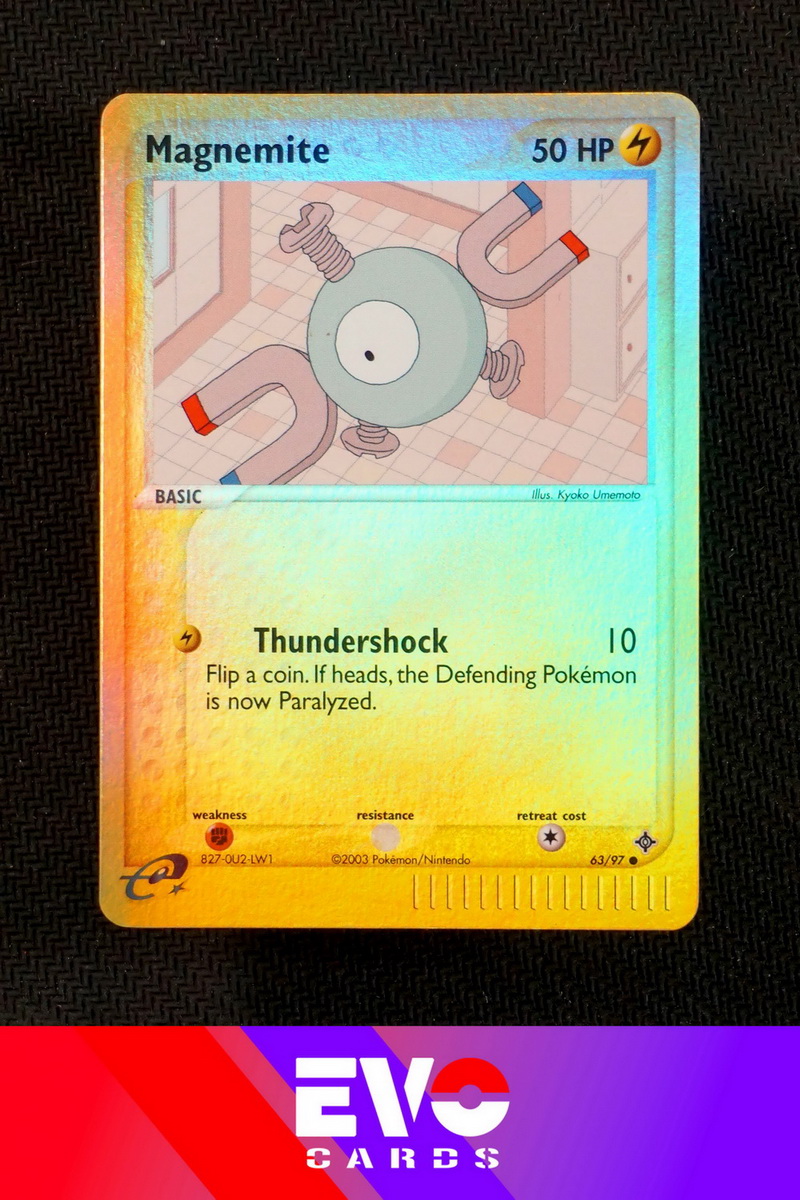 Magnemite 50 HP
BASIC Illus. Kyoko Umemoto
Thundershock 10
Flip a coin. If heads, the Defending Pokémon
is now Paralyzed.
weakness resistance retreat cost
827-0U2-LW1 ©2003 Pokémon/Nintendo 63/97
e
EVO
CARDS